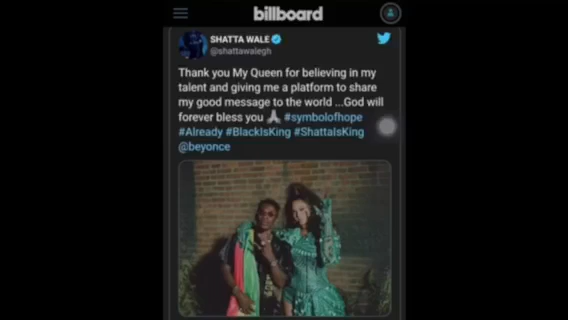 billboard
SHATTA WALE
@shattawalegh
Thank you My Queen for believing in my
talent and giving me a platform to share
my good message to the world ...God will
forever bless you 🙏 #symbolofhope
#Already #BlackIsKing #ShattaIsKing
@beyonce